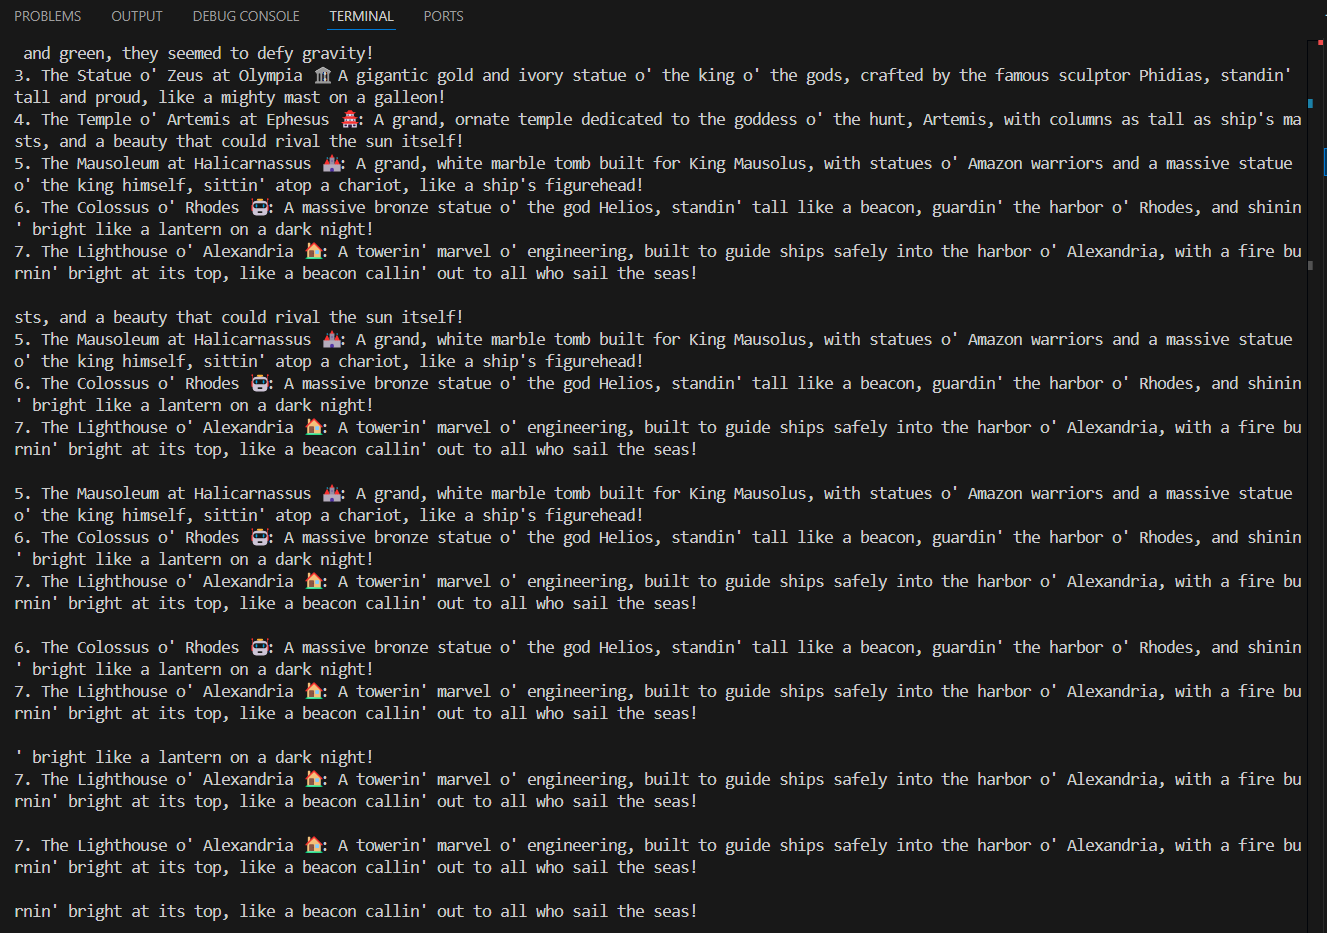 PROBLEMS OUTPUT DEBUG CONSOLE TERMINAL PORTS
and green, they seemed to defy gravity!
3. The Statue o' Zeus at Olympia 🏛️ A gigantic gold and ivory statue o' the king o' the gods, crafted by the famous sculptor Phidias, standin'
tall and proud, like a mighty mast on a galleon!
4. The Temple o' Artemis at Ephesus 🏯: A grand, ornate temple dedicated to the goddess o' the hunt, Artemis, with columns as tall as ship's ma
sts, and a beauty that could rival the sun itself!
5. The Mausoleum at Halicarnassus 🏰: A grand, white marble tomb built for King Mausolus, with statues o' Amazon warriors and a massive statue
o' the king himself, sittin' atop a chariot, like a ship's figurehead!
6. The Colossus o' Rhodes 🤖: A massive bronze statue o' the god Helios, standin' tall like a beacon, guardin' the harbor o' Rhodes, and shinin
' bright like a lantern on a dark night!
7. The Lighthouse o' Alexandria 🏠: A towerin' marvel o' engineering, built to guide ships safely into the harbor o' Alexandria, with a fire bu
rnin' bright at its top, like a beacon callin' out to all who sail the seas!
sts, and a beauty that could rival the sun itself!
5. The Mausoleum at Halicarnassus 🏰: A grand, white marble tomb built for King Mausolus, with statues o' Amazon warriors and a massive statue
o' the king himself, sittin' atop a chariot, like a ship's figurehead!
6. The Colossus o' Rhodes 🤖: A massive bronze statue o' the god Helios, standin' tall like a beacon, guardin' the harbor o' Rhodes, and shinin
' bright like a lantern on a dark night!
7. The Lighthouse o' Alexandria 🏠: A towerin' marvel o' engineering, built to guide ships safely into the harbor o' Alexandria, with a fire bu
rnin' bright at its top, like a beacon callin' out to all who sail the seas!
5. The Mausoleum at Halicarnassus 🏰: A grand, white marble tomb built for King Mausolus, with statues o' Amazon warriors and a massive statue
o' the king himself, sittin' atop a chariot, like a ship's figurehead!
6. The Colossus o' Rhodes 🤖: A massive bronze statue o' the god Helios, standin' tall like a beacon, guardin' the harbor o' Rhodes, and shinin
' bright like a lantern on a dark night!
7. The Lighthouse o' Alexandria 🏠: A towerin' marvel o' engineering, built to guide ships safely into the harbor o' Alexandria, with a fire bu
rnin' bright at its top, like a beacon callin' out to all who sail the seas!
6. The Colossus o' Rhodes 🤖: A massive bronze statue o' the god Helios, standin' tall like a beacon, guardin' the harbor o' Rhodes, and shinin
' bright like a lantern on a dark night!
7. The Lighthouse o' Alexandria 🏠: A towerin' marvel o' engineering, built to guide ships safely into the harbor o' Alexandria, with a fire bu
rnin' bright at its top, like a beacon callin' out to all who sail the seas!
' bright like a lantern on a dark night!
7. The Lighthouse o' Alexandria 🏠: A towerin' marvel o' engineering, built to guide ships safely into the harbor o' Alexandria, with a fire bu
rnin' bright at its top, like a beacon callin' out to all who sail the seas!
7. The Lighthouse o' Alexandria 🏠: A towerin' marvel o' engineering, built to guide ships safely into the harbor o' Alexandria, with a fire bu
rnin' bright at its top, like a beacon callin' out to all who sail the seas!
rnin' bright at its top, like a beacon callin' out to all who sail the seas!